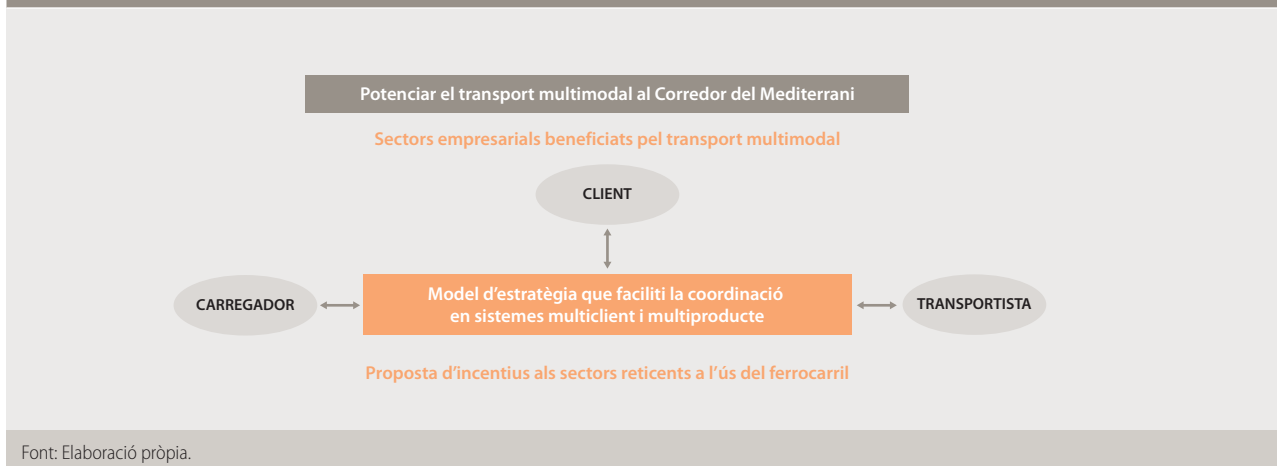 Potenciar el transport multimodal al Corredor del Mediterrani
Sectors empresarials beneficiats pel transport multimodal
CLIENT
CARREGADOR
Model d’estratègia que faciliti la coordinació
en sistemes multiclient i multiproducte
TRANSPORTISTA
Proposta d’incentius als sectors reticents a l’ús del ferrocarril
Font: Elaboració pròpia.